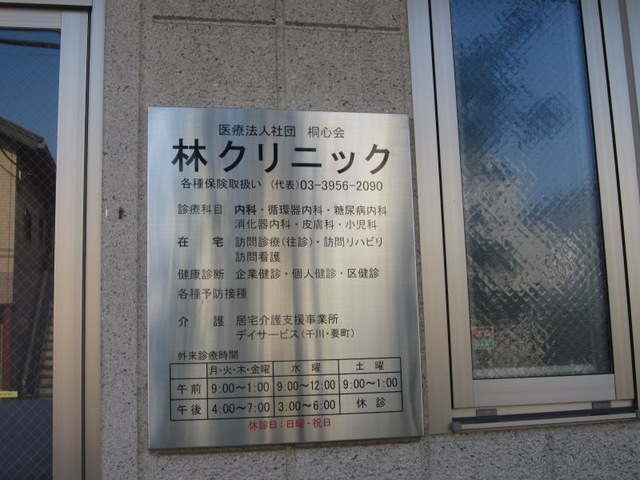 医療法人社団　桐心会
林クリニック
各種保険取扱い　(代表)03-3956-2090
診療科目　内科・循環器内科・糖尿病内科
消化器内科・皮膚科・小児科
在　宅　訪問診療(往診)・訪問リハビリ
訪問看護
健康診断　企業健診・個人健診・区健診
各種予防接種
介　護　居宅介護支援事業所
デイサービス(千川・要町)
外来診療時間
月・火・木・金曜　水　曜　土　曜
午前　9:00〜1:00　9:00〜12:00　9:00〜1:00
午後　4:00〜7:00　3:00〜6:00　休　診
休診日:日曜・祝日